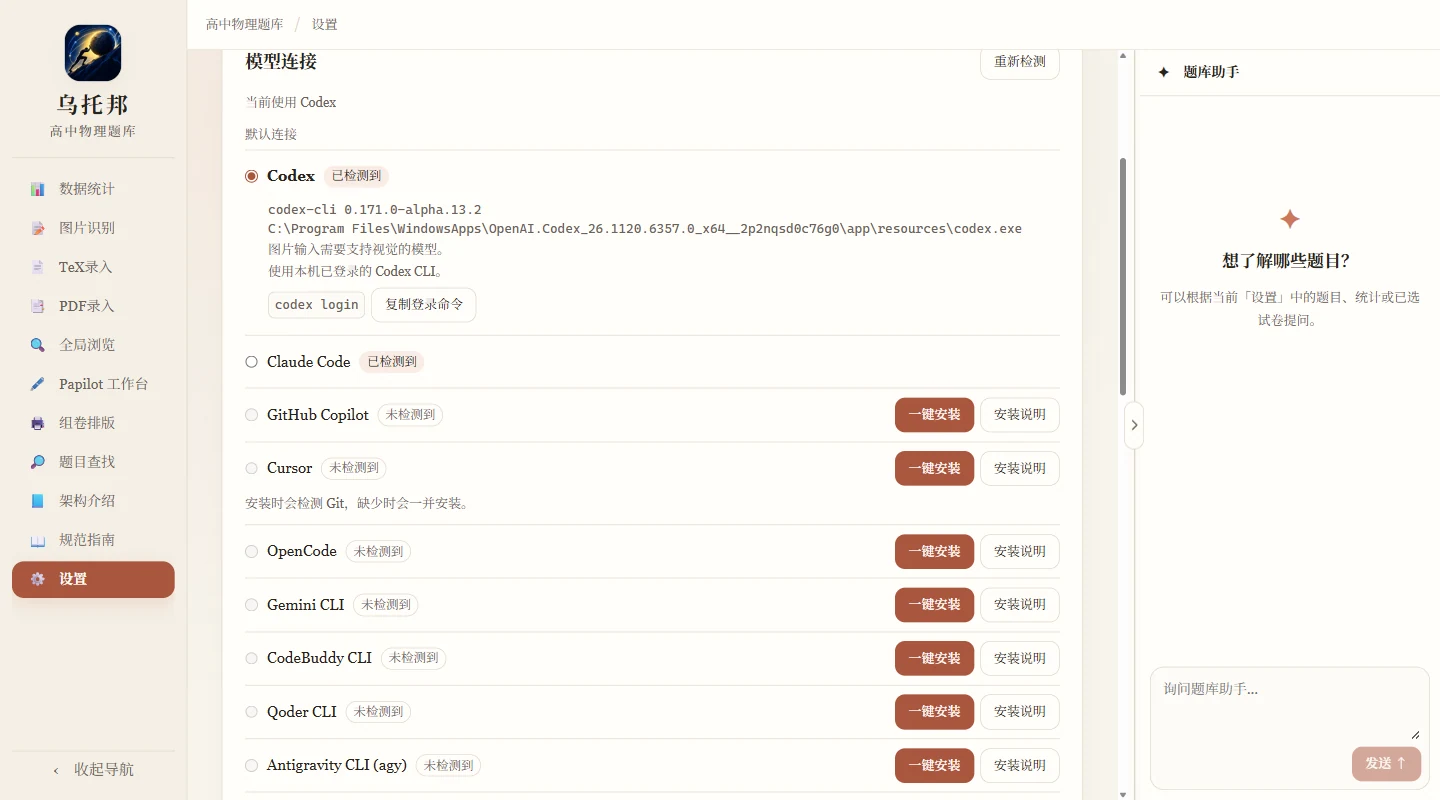 乌托邦
高中物理题库
数据统计
图片识别
TeX录入
PDF录入
全局浏览
Papilot 工作台
组卷排版
题目查找
架构介绍
规范指南
设置
‹ 收起导航
高中物理题库 / 设置
模型连接
重新检测
当前使用 Codex
默认连接
Codex 已检测到
codex-cli 0.171.0-alpha.13.2
C:\Program Files\WindowsApps\OpenAI.Codex_26.1120.6357.0_x64__2p2nqsd0c76g0\app\resources\codex.exe
图片输入需要支持视觉的模型。
使用本机已登录的 Codex CLI。
codex login 复制登录命令
Claude Code 已检测到
GitHub Copilot 未检测到 一键安装 安装说明
Cursor 未检测到 一键安装 安装说明
安装时会检测 Git，缺少时会一并安装。
OpenCode 未检测到 一键安装 安装说明
Gemini CLI 未检测到 一键安装 安装说明
CodeBuddy CLI 未检测到 一键安装 安装说明
Qoder CLI 未检测到 一键安装 安装说明
Antigravity CLI (agy) 未检测到 一键安装 安装说明
题库助手
想了解哪些题目？
可以根据当前「设置」中的题目、统计或已选
试卷提问。
询问题库助手...
发送 ↑